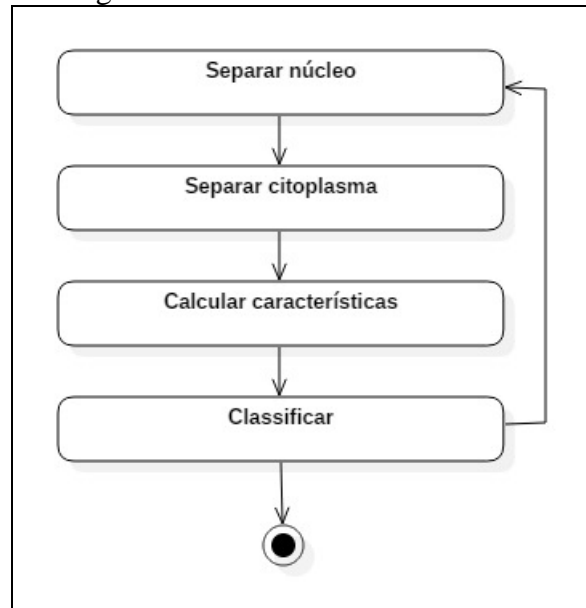 Separar núcleo
Separar citoplasma
Calcular características
Classificar